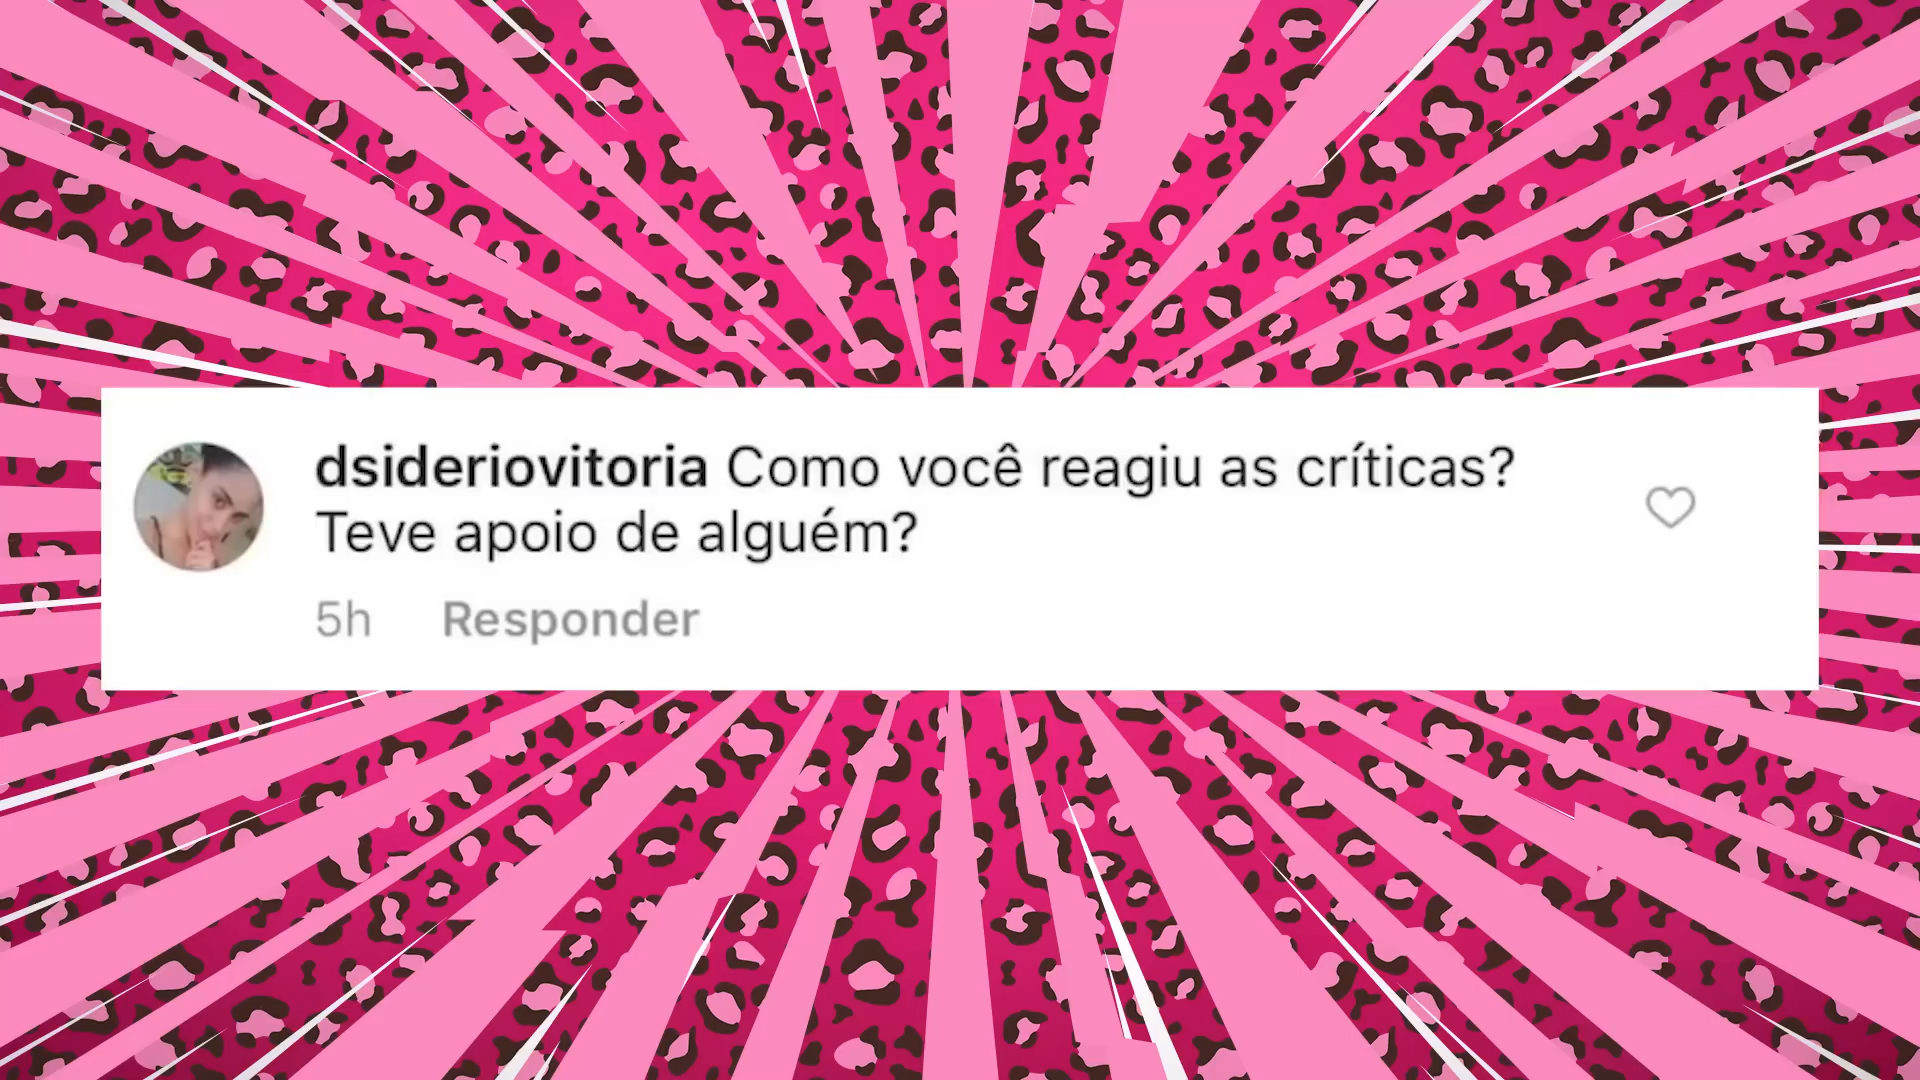 dsideriovitoria Como você reagiu as críticas?
Teve apoio de alguém?
5h Responder